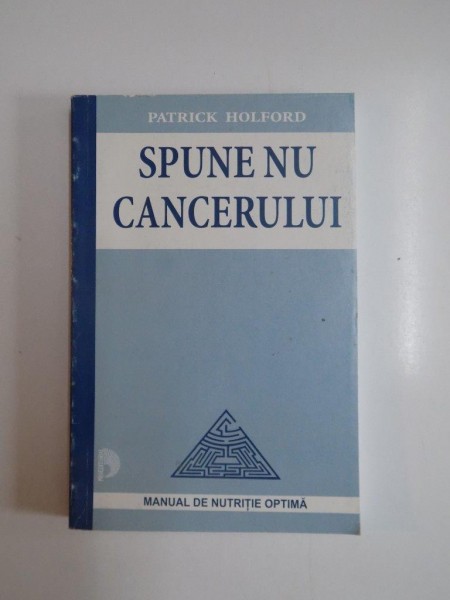 PATRICK HOLFORD
SPUNE NU
CANCERULUI
MANUAL DE NUTRIȚIE OPTIMĂ